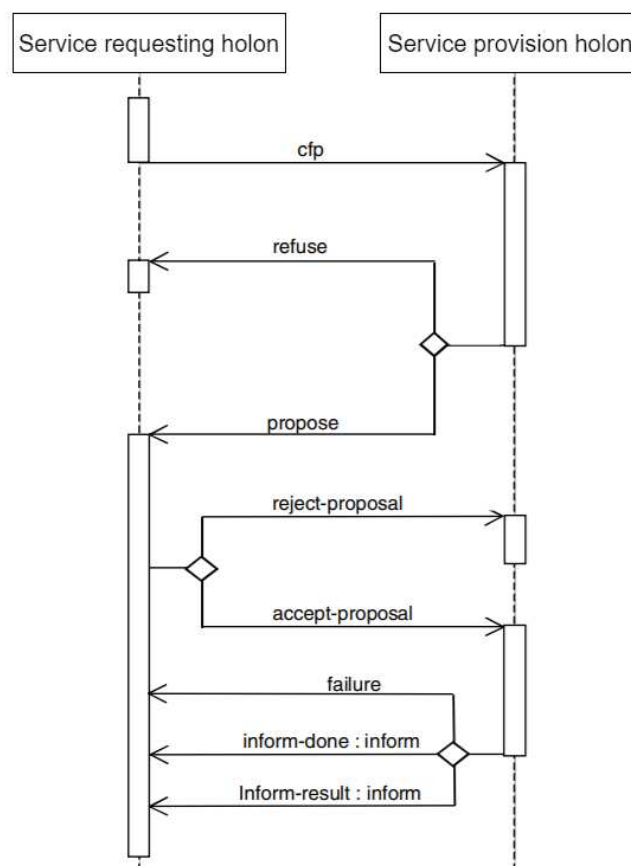 Service requesting holon
Service provision holon
cfp
refuse
propose
reject-proposal
accept-proposal
failure
inform-done : inform
Inform-result : inform